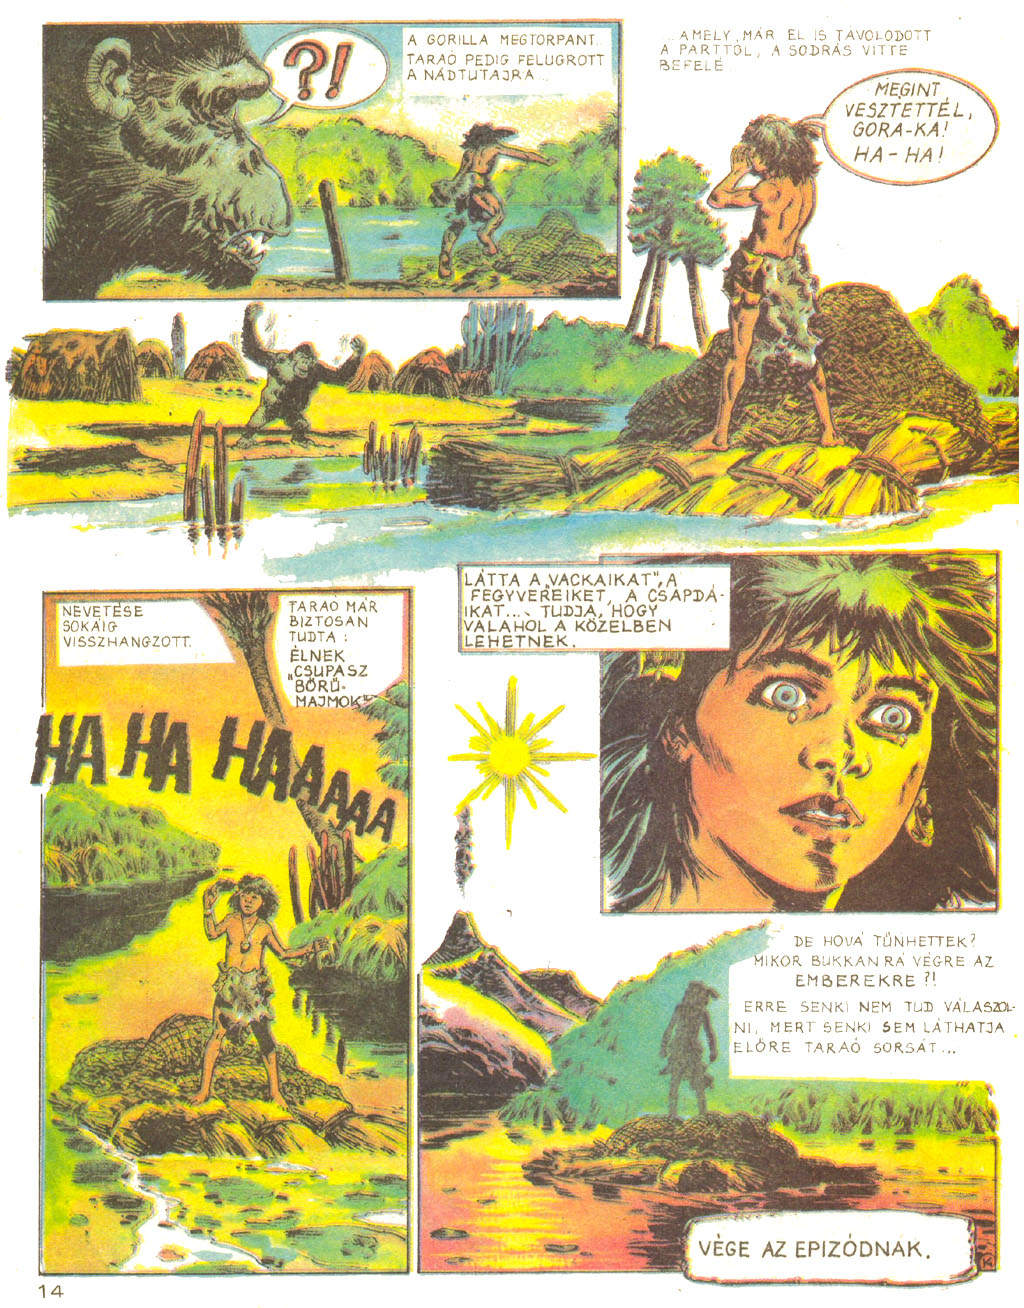 ?!
A GORILLA MEGTORPANT...
TARAÓ PEDIG FELUGROTT
A NÁDTUTAJRA...
...AMELY MÁR EL IS TÁVOLODOTT
A PARTTÓL, A SODRÁS VITTE
BEFELÉ...
MEGINT
VESZTETTÉL,
GORA-KA!
HA-HA!
NEVETÉSE
SOKÁIG
VISSZHANGZOTT.
TARAÓ MÁR
BIZTOSAN
TUDTA:
ÉLNEK
„CSUPASZ
BŐRŰ-
MAJMOK"
HA HA HAAAAAA
LÁTTA A „VACKAIKAT", A
FEGYVEREIKET, A CSAPDÁ-
IKAT... TUDJA, HOGY
VALAHOL A KÖZELBEN
LEHETNEK.
DE HOVÁ TŰNHETTEK?
MIKOR BUKKAN RÁ VÉGRE AZ
EMBEREKRE?!
ERRE SENKI NEM TUD VÁLASZOL-
NI, MERT SENKI SEM LÁTHATJA
ELŐRE TARAÓ SORSÁT...
VÉGE AZ EPIZÓDNAK.
14